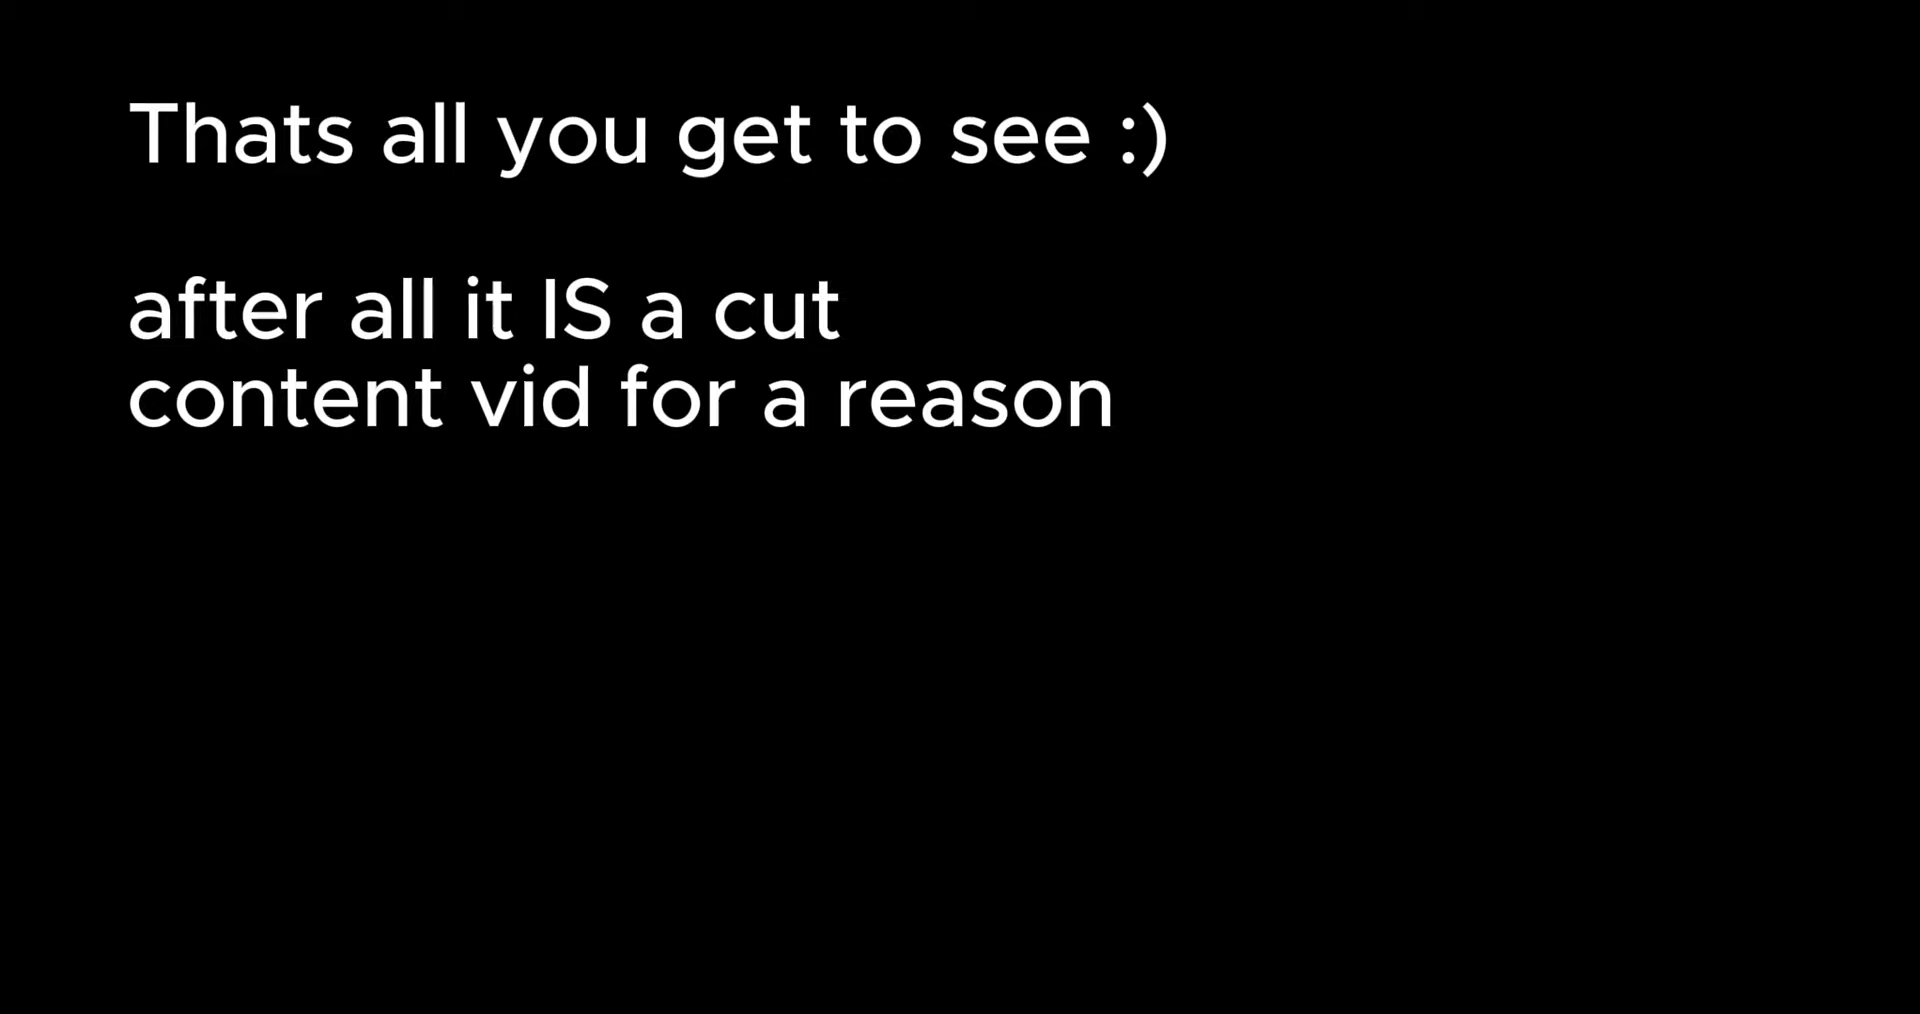 Thats all you get to see :)
after all it IS a cut
content vid for a reason